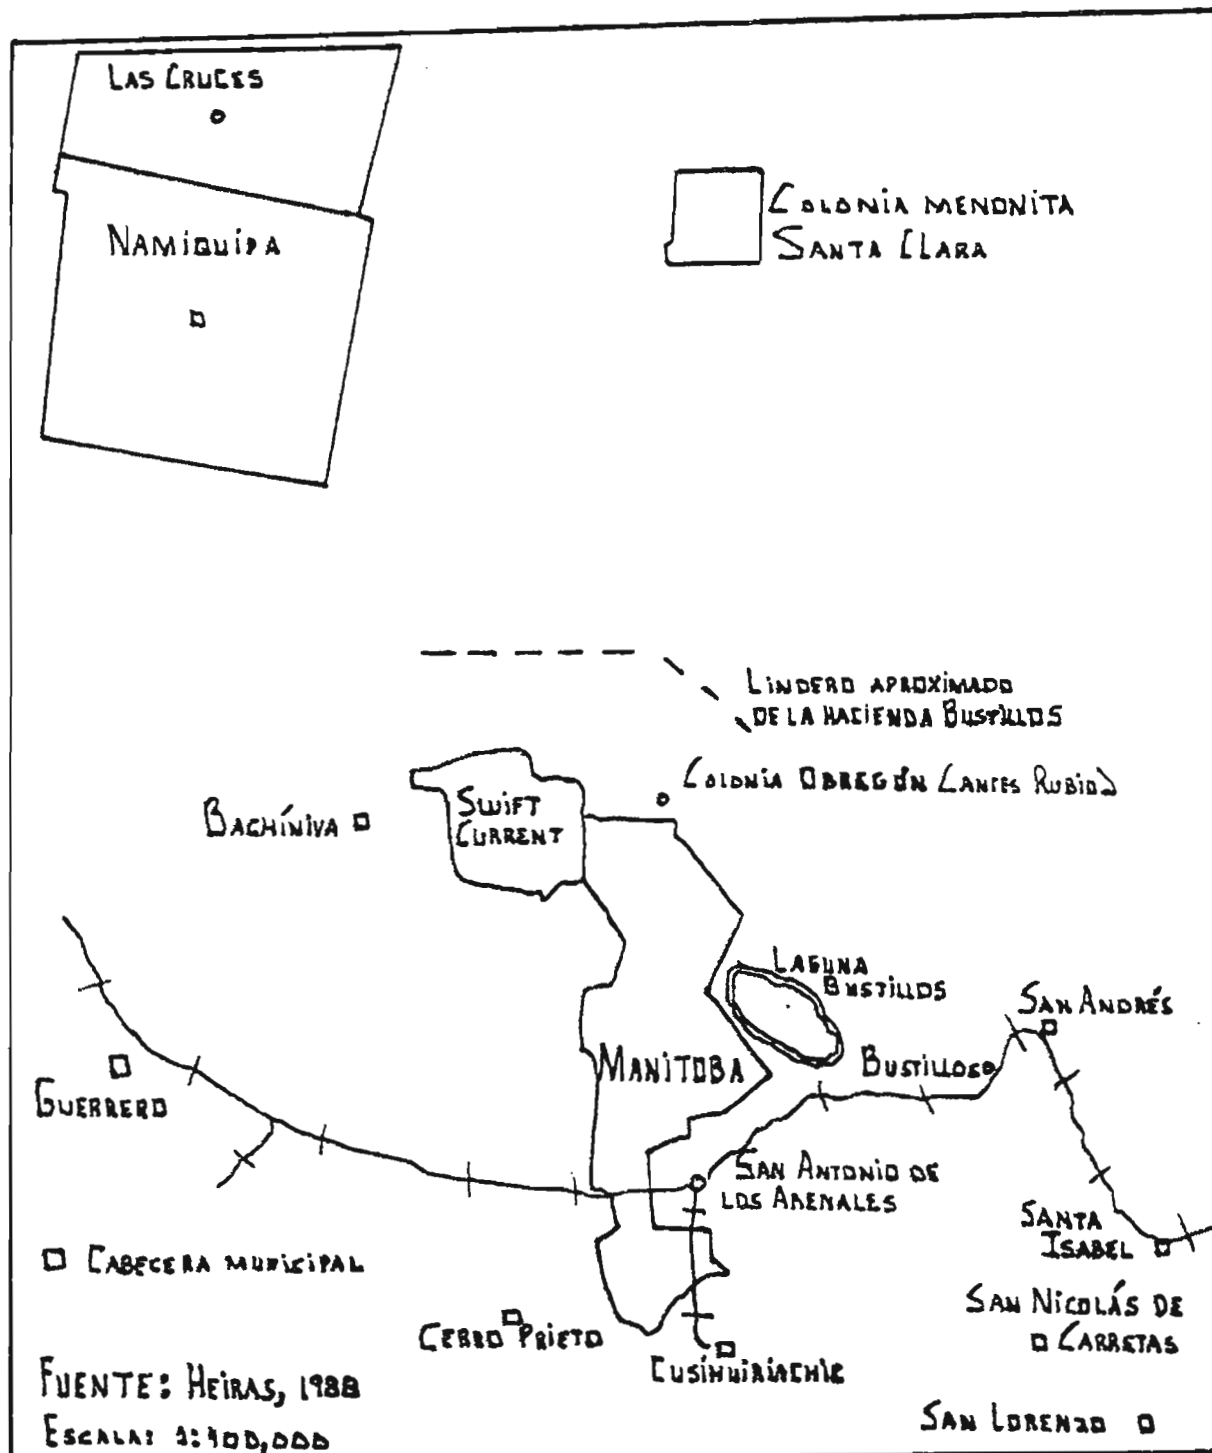 LAS CRUCES
NAMIQUIPA
COLONIA MENONITA
SANTA CLARA
LINDERO APROXIMADO
DE LA HACIENDA BUSTILLOS
COLONIA OBREGÓN (ANTES RUBIO)
BACHÍNIVA
SWIFT
CURRENT
LAGUNA
BUSTILLOS
SAN ANDRÉS
MANITOBA
BUSTILLOS
GUERRERO
SAN ANTONIO DE
LOS ARENALES
SANTA
ISABEL
CABECERA MUNICIPAL
SAN NICOLÁS DE
CARRETAS
CERRO PRIETO
CUSIHUIRIACHIC
FUENTE: HEIRAS, 1988
ESCALA:
SAN LORENZO